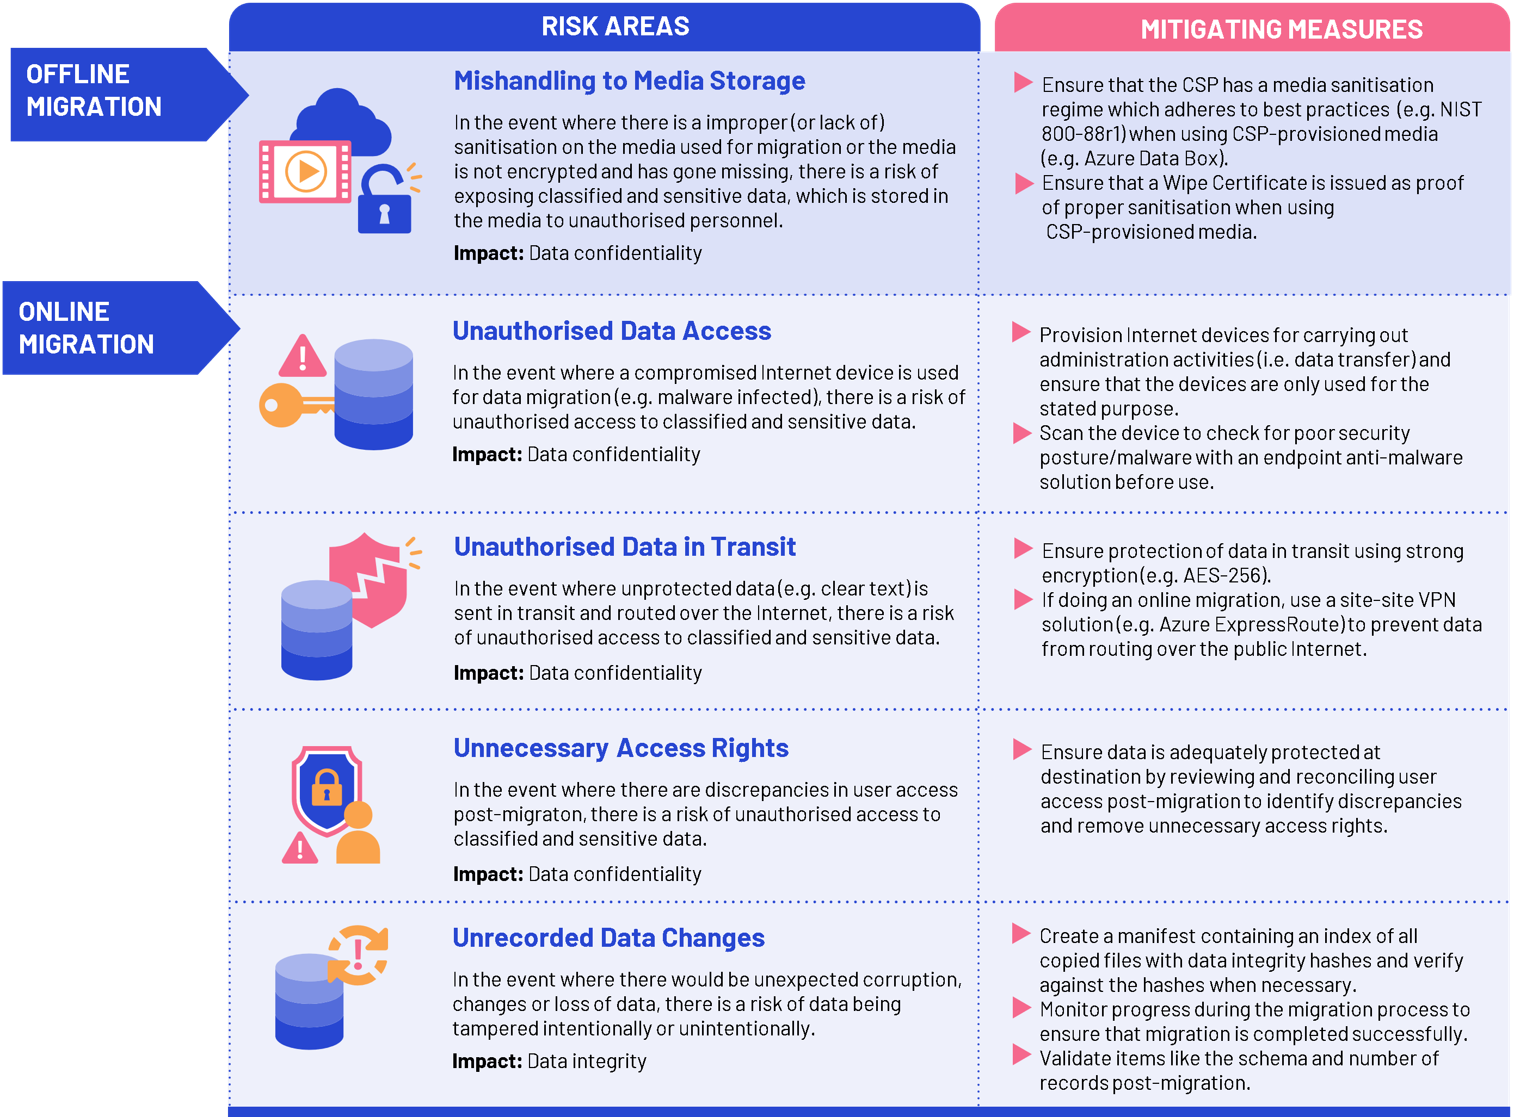 RISK AREAS
MITIGATING MEASURES
OFFLINE
MIGRATION
Mishandling to Media Storage
In the event where there is a improper (or lack of)
sanitisation on the media used for migration or the media
is not encrypted and has gone missing, there is a risk of
exposing classified and sensitive data, which is stored in
the media to unauthorised personnel.
Impact: Data confidentiality
Ensure that the CSP has a media sanitisation
regime which adheres to best practices (e.g. NIST
800-88r1) when using CSP-provisioned media
(e.g. Azure Data Box).
Ensure that a Wipe Certificate is issued as proof
of proper sanitisation when using
CSP-provisioned media.
ONLINE
MIGRATION
Unauthorised Data Access
In the event where a compromised Internet device is used
for data migration (e.g. malware infected), there is a risk of
unauthorised access to classified and sensitive data.
Impact: Data confidentiality
Provision Internet devices for carrying out
administration activities (i.e. data transfer) and
ensure that the devices are only used for the
stated purpose.
Scan the device to check for poor security
posture/malware with an endpoint anti-malware
solution before use.
Unauthorised Data in Transit
In the event where unprotected data (e.g. clear text) is
sent in transit and routed over the Internet, there is a risk
of unauthorised access to classified and sensitive data.
Impact: Data confidentiality
Ensure protection of data in transit using strong
encryption (e.g. AES-256).
If doing an online migration, use a site-site VPN
solution (e.g. Azure ExpressRoute) to prevent data
from routing over the public Internet.
Unnecessary Access Rights
In the event where there are discrepancies in user access
post-migraton, there is a risk of unauthorised access to
classified and sensitive data.
Impact: Data confidentiality
Ensure data is adequately protected at
destination by reviewing and reconciling user
access post-migration to identify discrepancies
and remove unnecessary access rights.
Unrecorded Data Changes
In the event where there would be unexpected corruption,
changes or loss of data, there is a risk of data being
tampered intentionally or unintentionally.
Impact: Data integrity
Create a manifest containing an index of all
copied files with data integrity hashes and verify
against the hashes when necessary.
Monitor progress during the migration process to
ensure that migration is completed successfully.
Validate items like the schema and number of
records post-migration.